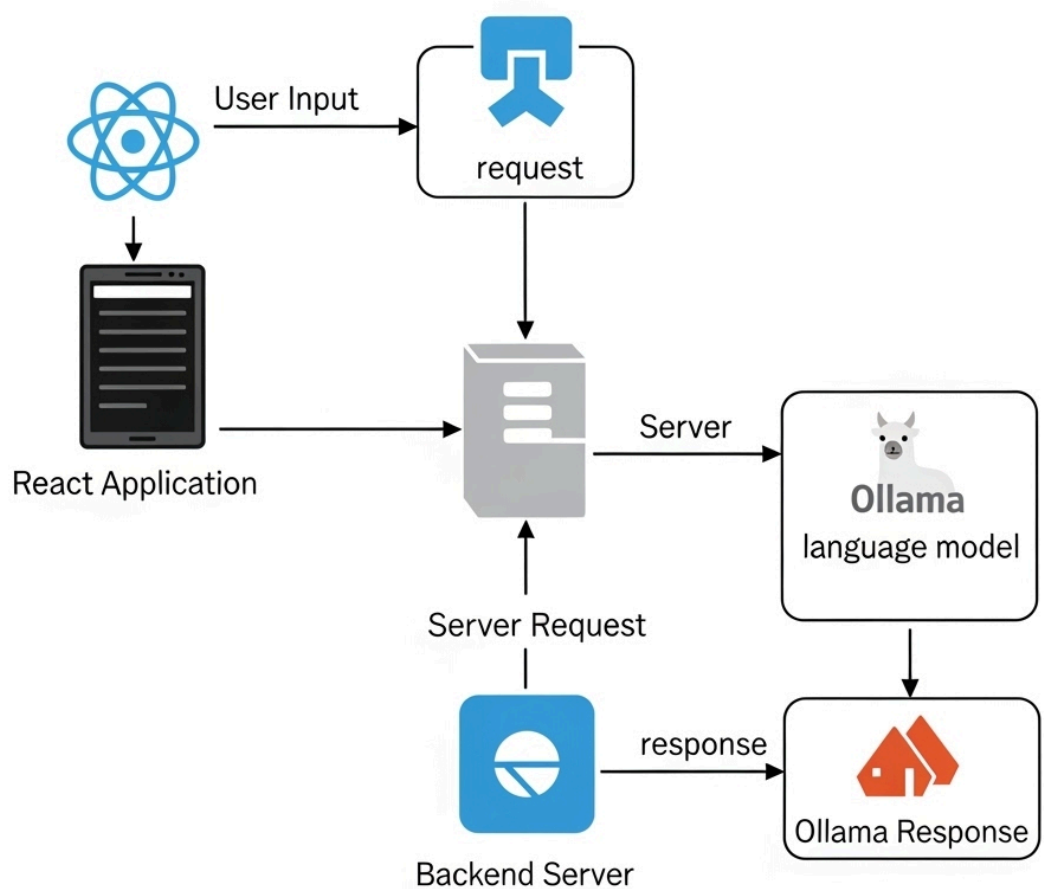 User Input
request
React Application
Server
Ollama
language model
Server Request
response
Ollama Response
Backend Server